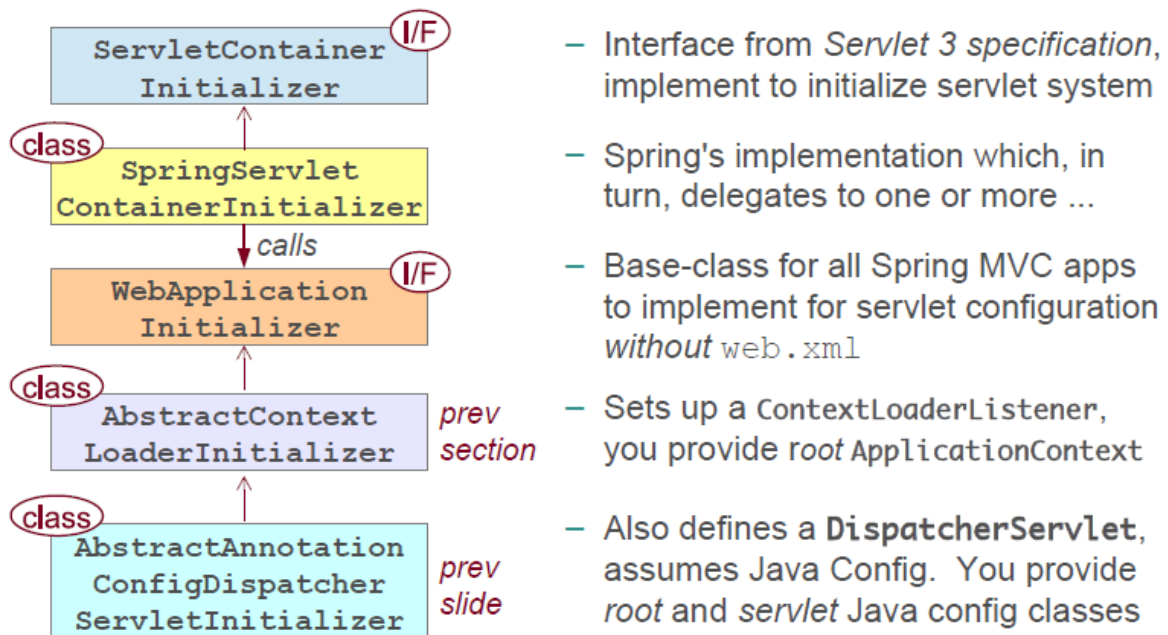 I/F
ServletContainer
Initializer
– Interface from Servlet 3 specification,
implement to initialize servlet system
class
SpringServlet
ContainerInitializer
– Spring's implementation which, in
turn, delegates to one or more ...
calls
I/F
WebApplication
Initializer
– Base-class for all Spring MVC apps
to implement for servlet configuration
without web.xml
class
AbstractContext
LoaderInitializer
prev
section
– Sets up a ContextLoaderListener,
you provide root ApplicationContext
class
AbstractAnnotation
ConfigDispatcher
ServletInitializer
prev
slide
– Also defines a DispatcherServlet,
assumes Java Config. You provide
root and servlet Java config classes